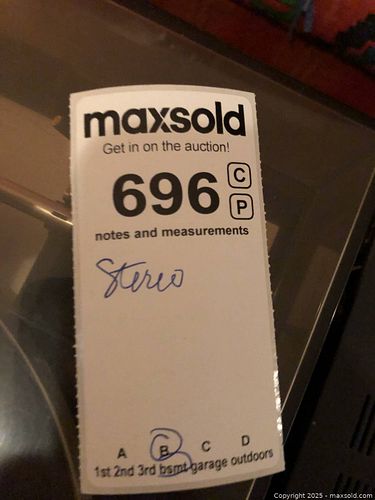 maxsold
Get in on the auction!
696 C
P
notes and measurements
Stereo
A B C D
1st 2nd 3rd bsmt garage outdoors
Copyright 2025 - maxsold.com